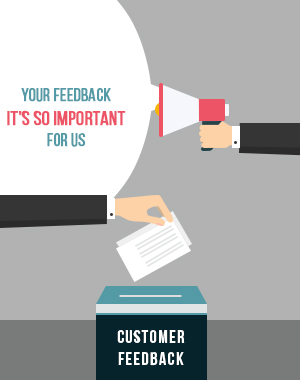 YOUR FEEDBACK
IT'S SO IMPORTANT
FOR US
CUSTOMER
FEEDBACK